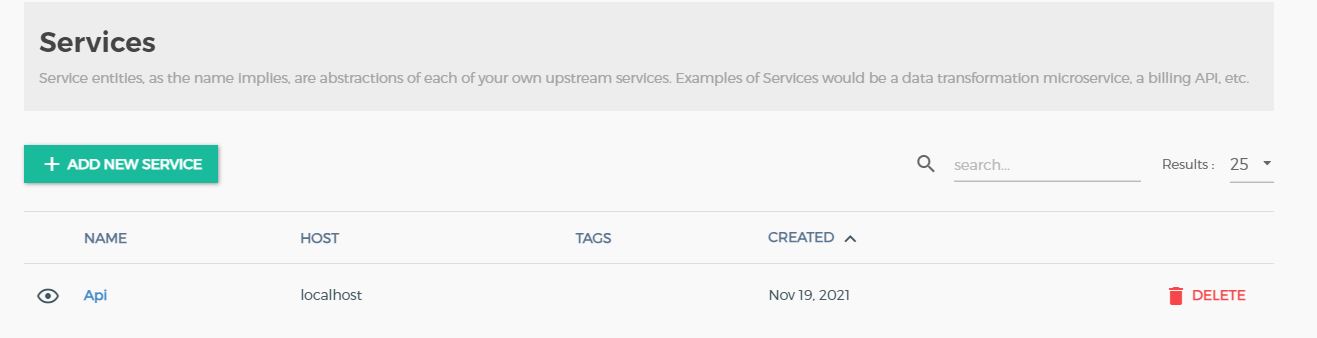 Services
Service entities, as the name implies, are abstractions of each of your own upstream services. Examples of Services would be a data transformation microservice, a billing API, etc.
+ ADD NEW SERVICE
search...
Results : 25
NAME HOST TAGS CREATED
Api localhost Nov 19, 2021 DELETE